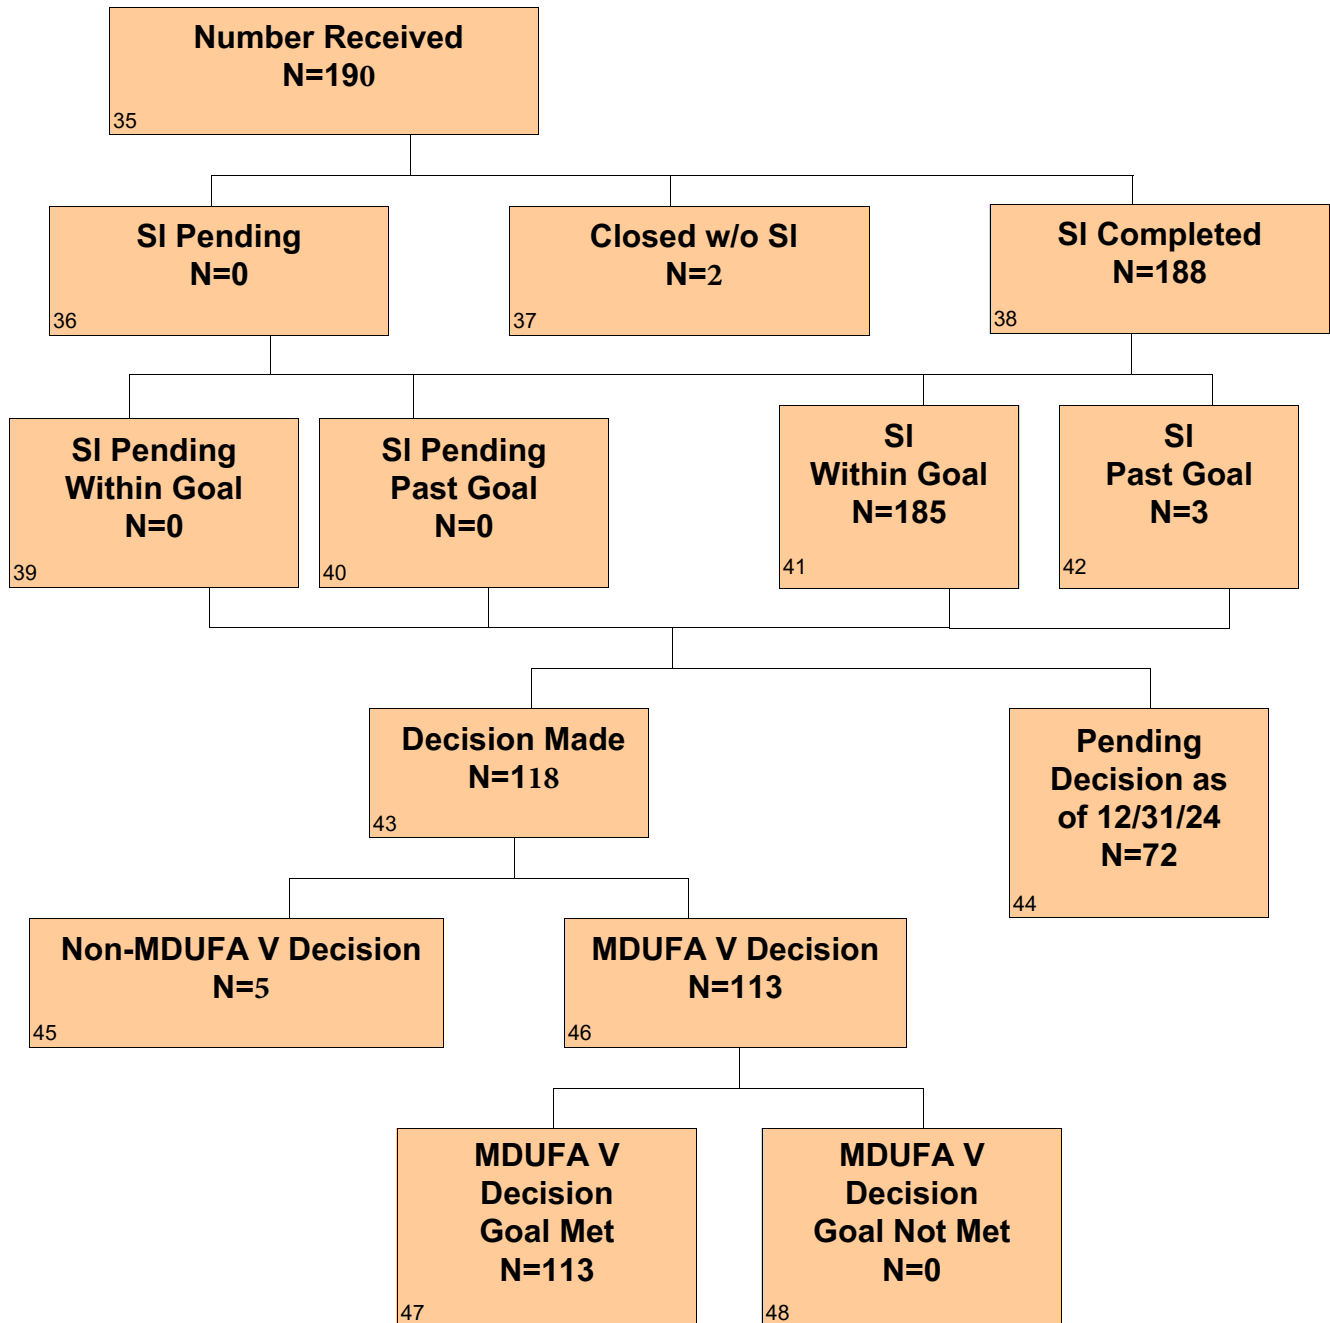 Number Received
N=190
35
SI Pending
N=0
36
Closed w/o SI
N=2
37
SI Completed
N=188
38
SI Pending
Within Goal
N=0
39
SI Pending
Past Goal
N=0
40
SI
Within Goal
N=185
41
SI
Past Goal
N=3
42
Decision Made
N=118
43
Pending
Decision as
of 12/31/24
N=72
44
Non-MDUFA V Decision
N=5
45
MDUFA V Decision
N=113
46
MDUFA V
Decision
Goal Met
N=113
47
MDUFA V
Decision
Goal Not Met
N=0
48